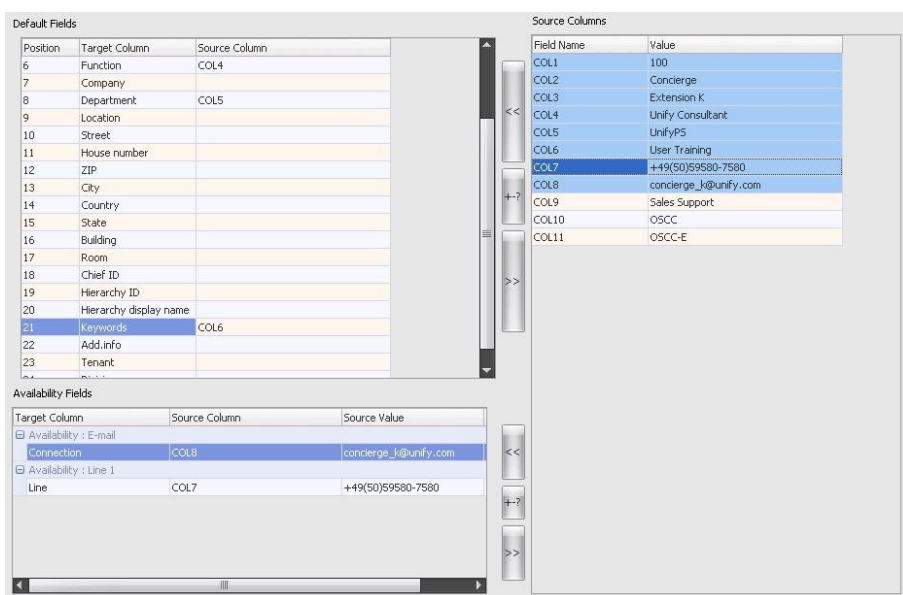 Default Fields
Position Target Column Source Column
6 Function COL4
7 Company
8 Department COL5
9 Location
10 Street
11 House number
12 ZIP
13 City
14 Country
15 State
16 Building
17 Room
18 Chief ID
19 Hierarchy ID
20 Hierarchy display name
21 Keywords COL6
22 Add.info
23 Tenant
<<
+-?
>>
Source Columns
Field Name Value
COL1 100
COL2 Concierge
COL3 Extension K
COL4 Unify Consultant
COL5 UnifyPS
COL6 User Training
COL7 +49(50)59580-7580
COL8 concierge_k@unify.com
COL9 Sales Support
COL10 OSCC
COL11 OSCC-E
Availability Fields
Target Column Source Column Source Value
Availability : E-mail
Connection COL8 concierge_k@unify.com
Availability : Line 1
Line COL7 +49(50)59580-7580
<<
+-?
>>